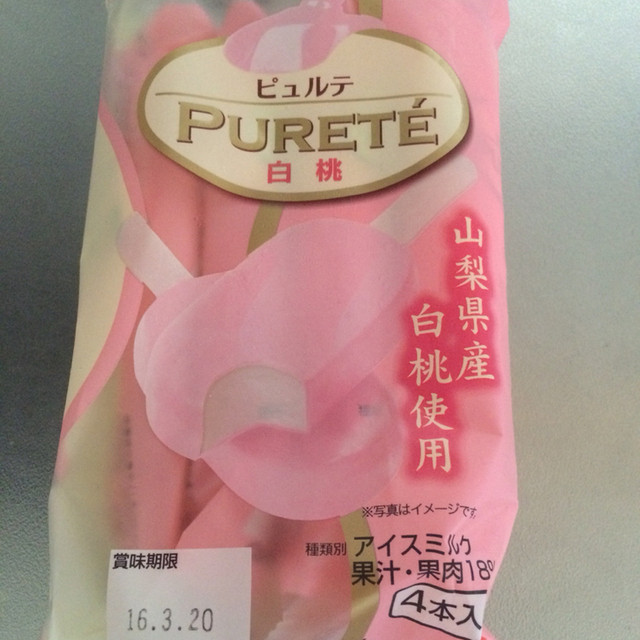 ピュルテ
PURETÉ
白桃
山梨県産
白桃使用
※写真はイメージです
種類別 アイスミルク
果汁・果肉18%
4本入
賞味期限
16.3.20